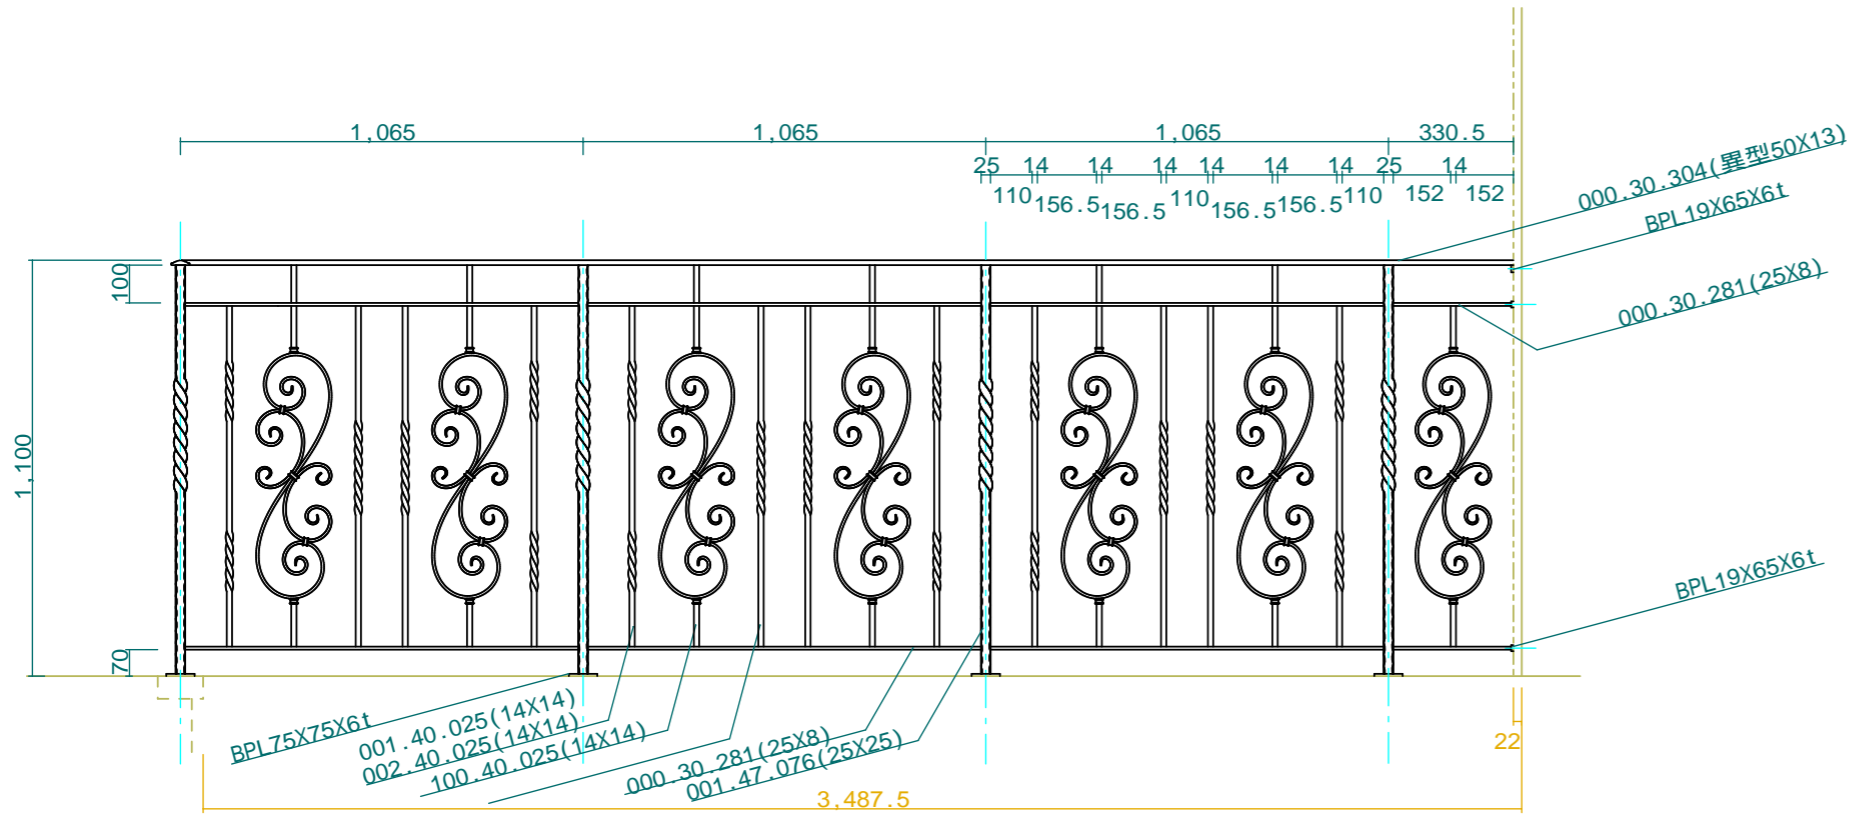 1,065 1,065 1,065 330.5
25 14 14 14 14 14 14 25 14
110 156.5 156.5 110 156.5 156.5 110 152 152
000.30.304(異型50X13)
BPL19X65X6t
000.30.281(25X8)
100
1,100
70
BPL19X65X6t
BPL75X75X6t
001.40.025(14X14)
002.40.025(14X14)
100.40.025(14X14)
000.30.281(25X8)
001.47.076(25X25)
22
3,487.5